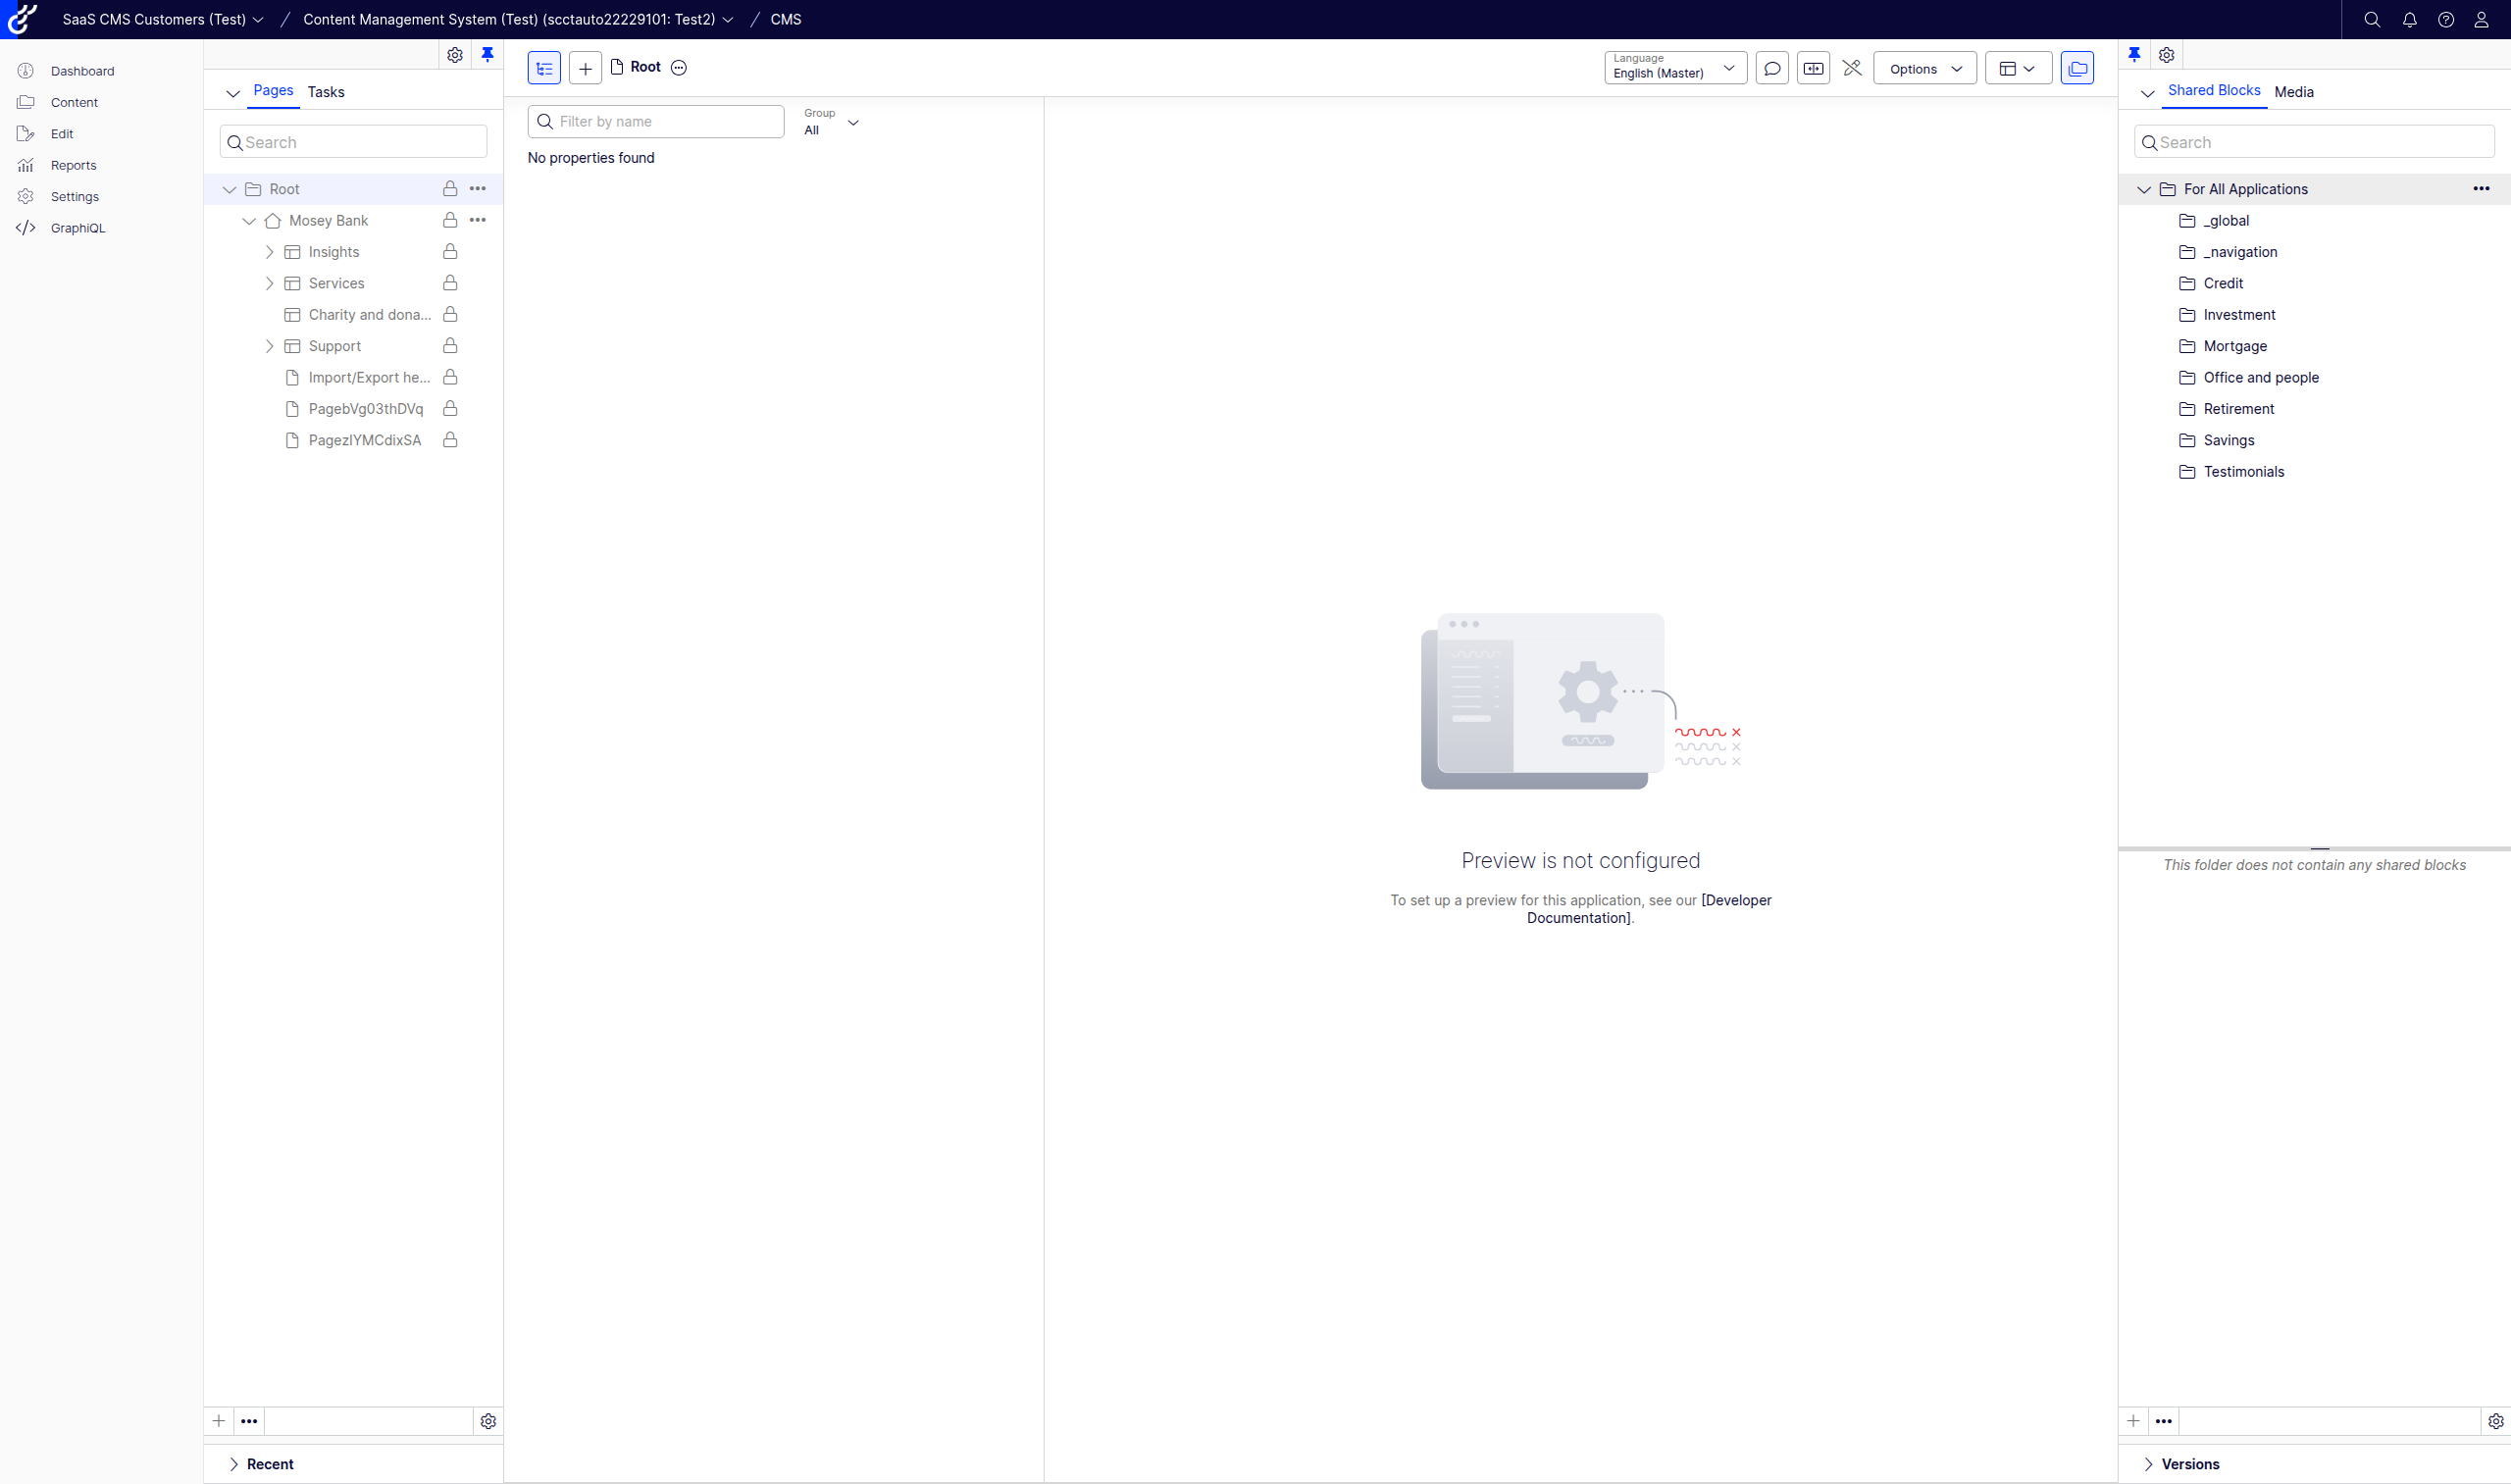 SaaS CMS Customers (Test) / Content Management System (Test) (scctauto22229101: Test2) / CMS
Dashboard
Content
Edit
Reports
Settings
GraphiQL
Pages Tasks
Search
Root
Mosey Bank
Insights
Services
Charity and dona...
Support
Import/Export he...
PagebVg03thDVq
PagezIYMCdixSA
Recent
Root
Language
English (Master)
Options
Filter by name
Group
All
No properties found
Preview is not configured
To set up a preview for this application, see our [Developer
Documentation].
Shared Blocks Media
Search
For All Applications
_global
_navigation
Credit
Investment
Mortgage
Office and people
Retirement
Savings
Testimonials
This folder does not contain any shared blocks
Versions